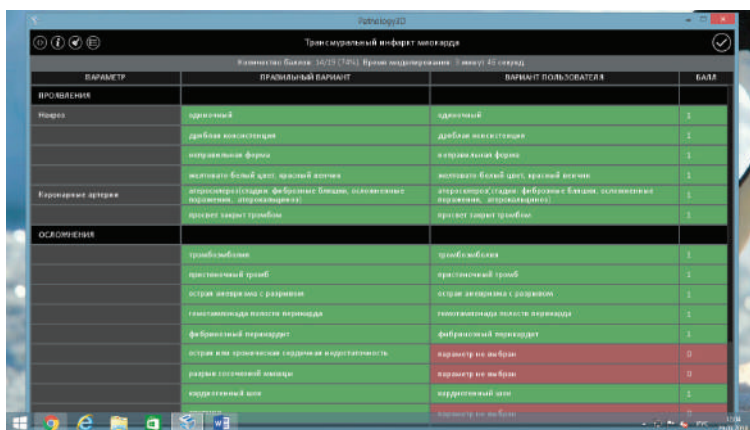 Pathology3D
Трансмуральный инфаркт миокарда
Количество баллов: 14/19 (74%). Время моделирования: 3 минут 45 секунд
ПАРАМЕТР ПРАВИЛЬНЫЙ ВАРИАНТ ВАРИАНТ ПОЛЬЗОВАТЕЛЯ БАЛЛ
ПРОЯВЛЕНИЯ
Некроз одиночный одиночный 1
дряблая консистенция дряблая консистенция 1
неправильная форма неправильная форма 1
желтовато-белый цвет, красный венчик желтовато-белый цвет, красный венчик 1
Коронарные артерии атеросклероз(стадии: фиброзные бляшки, осложненные атеросклероз(стадии: фиброзные бляшки, осложненные 1
поражения, атерокальциноз) поражения, атерокальциноз)
просвет закрыт тромбом просвет закрыт тромбом 1
ОСЛОЖНЕНИЯ
тромбоэмболия тромбоэмболия 1
пристеночный тромб пристеночный тромб 1
острая аневризма с разрывом острая аневризма с разрывом 1
гемотампонада полости перикарда гемотампонада полости перикарда 1
фибринозный перикардит фибринозный перикардит 1
острая или хроническая сердечная недостаточность параметр не выбран 0
разрыв сосочковой мышцы параметр не выбран 0
кардиогенный шок кардиогенный шок 1
параметр не выбран 0
РУС